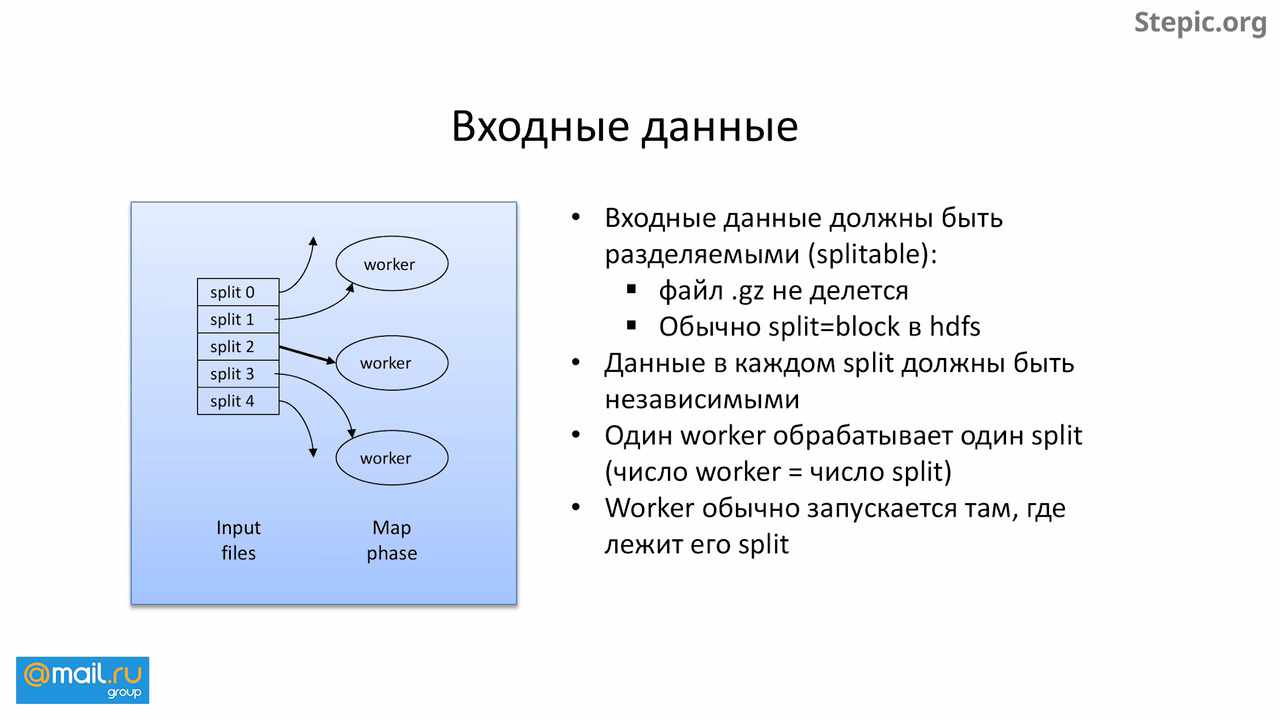 Stepic.org
Входные данные
split 0
split 1
split 2
split 3
split 4
worker
worker
worker
Input
files
Map
phase
• Входные данные должны быть
разделяемыми (splitable):
▪ файл .gz не делется
▪ Обычно split=block в hdfs
• Данные в каждом split должны быть
независимыми
• Один worker обрабатывает один split
(число worker = число split)
• Worker обычно запускается там, где
лежит его split
@mail.ru
group